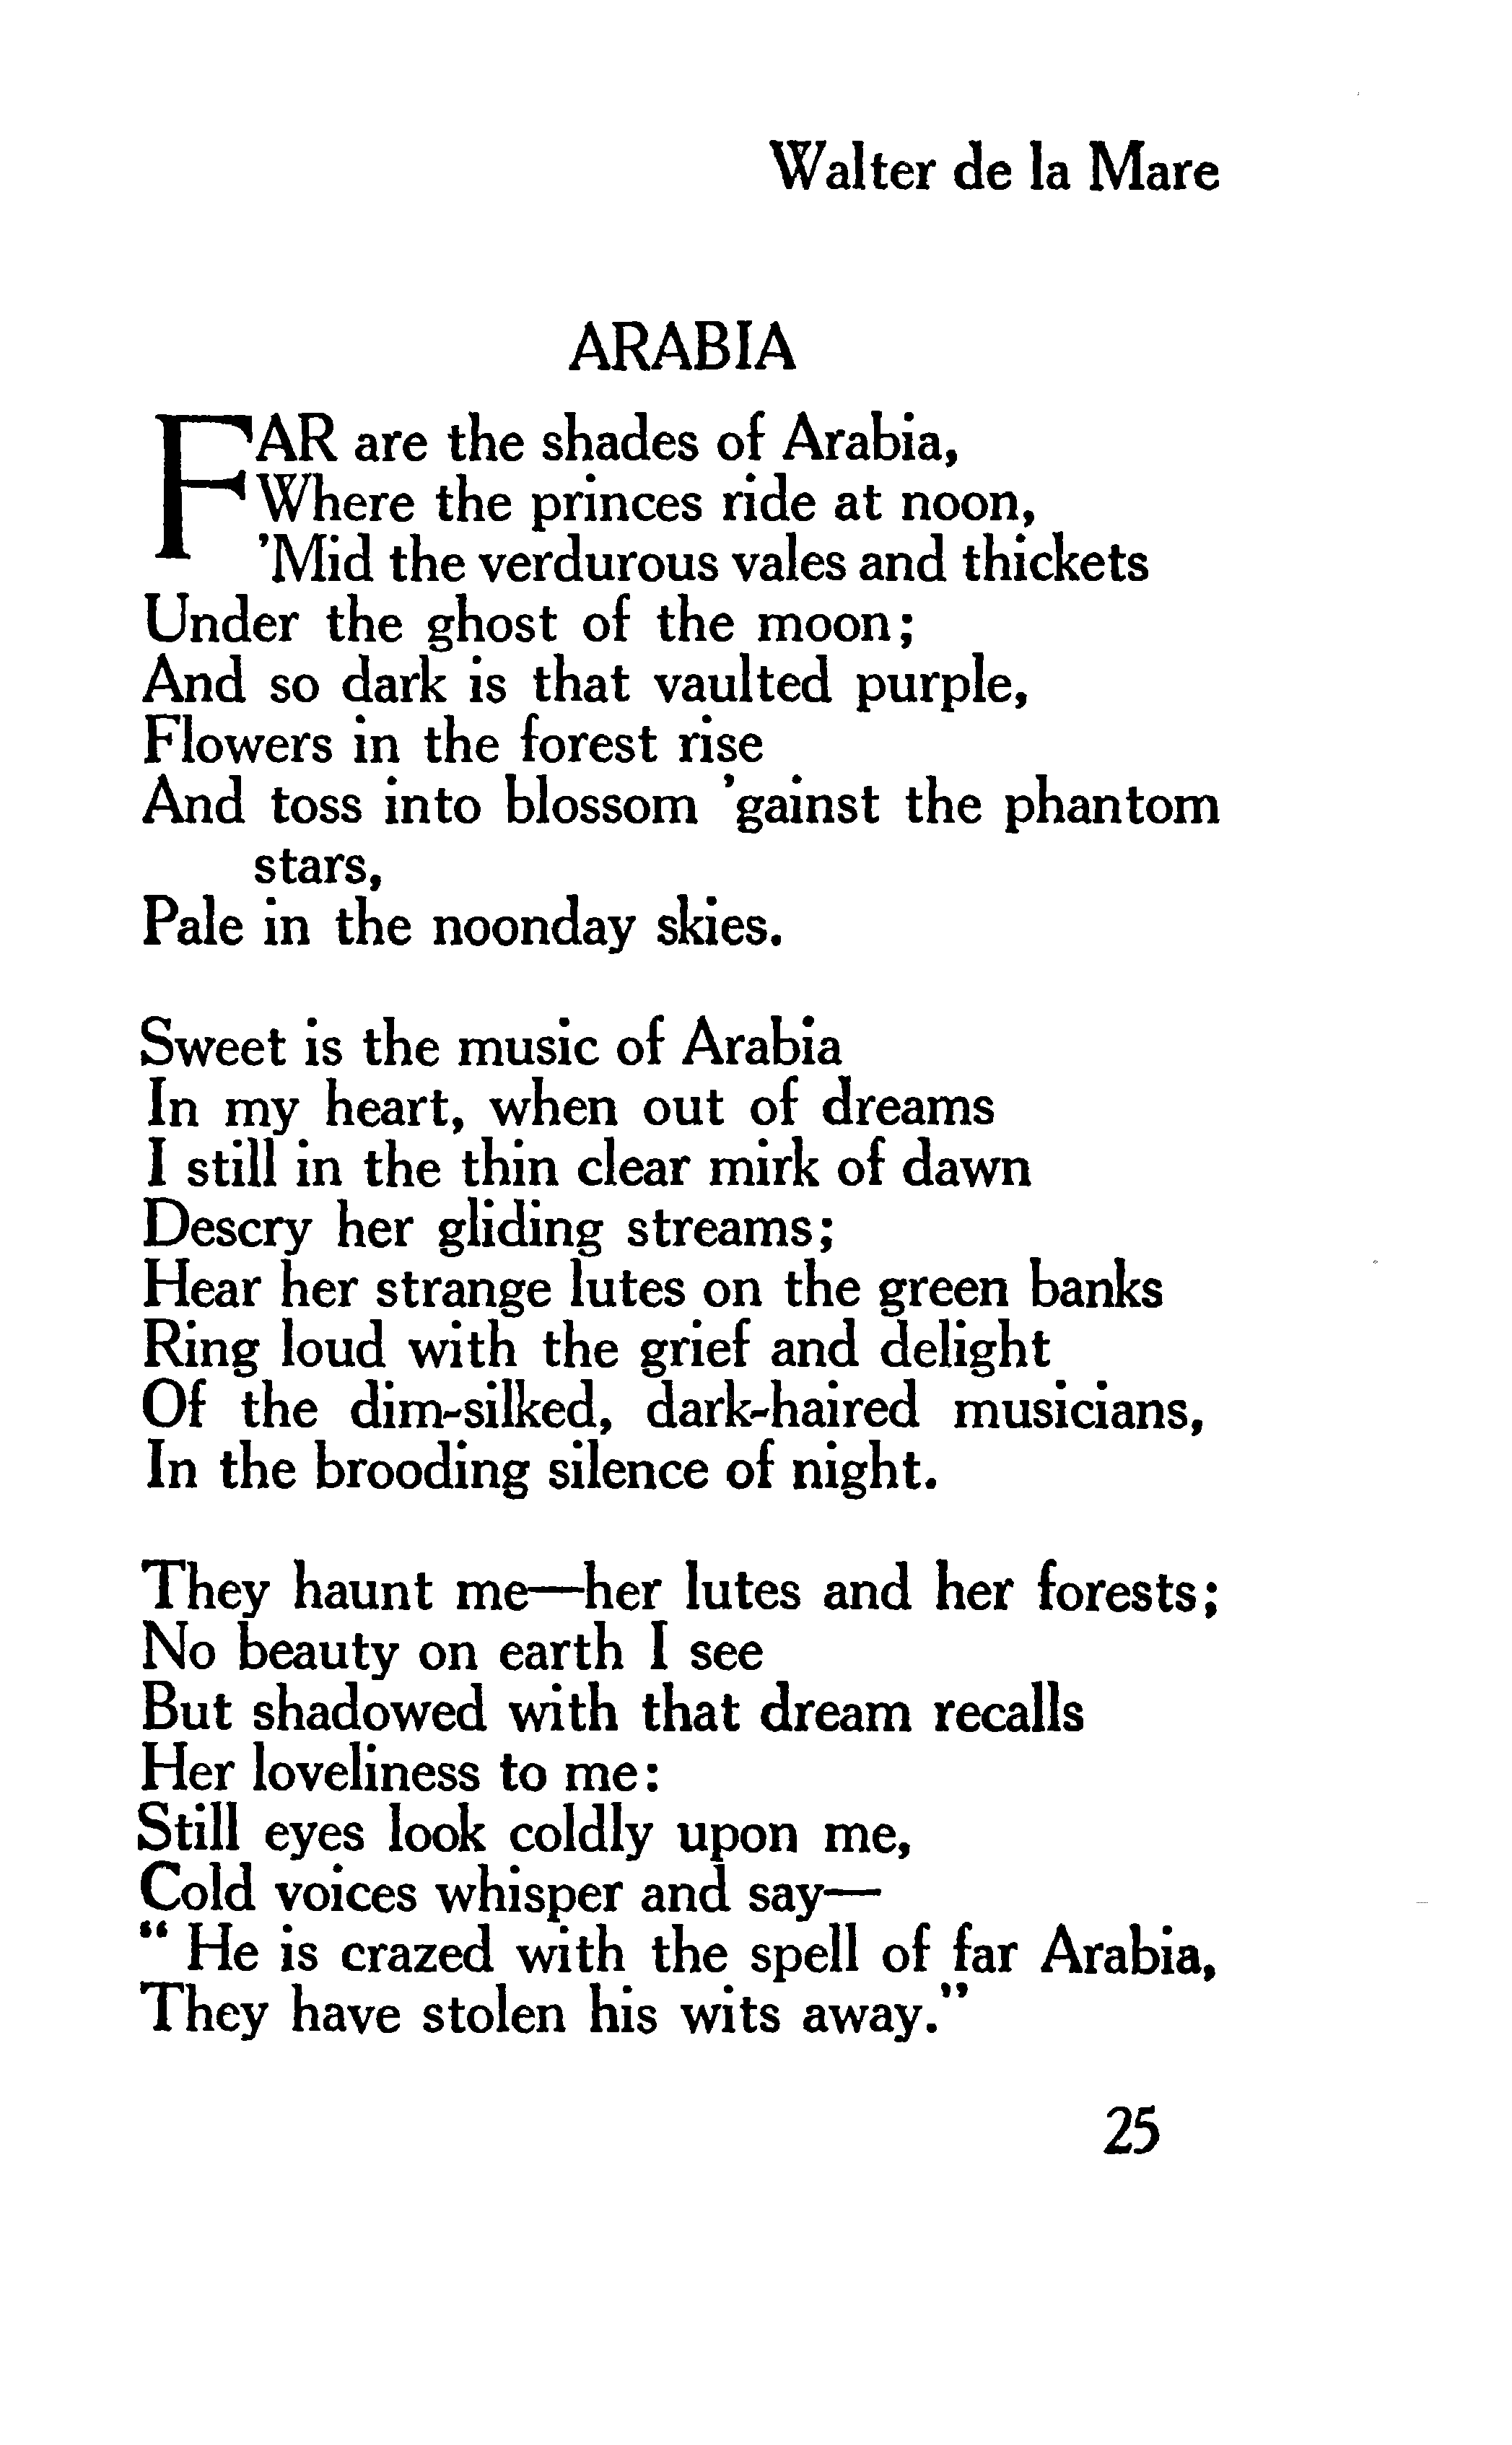 Walter de la Mare
ARABIA
FAR are the shades of Arabia,
Where the princes ride at noon,
’Mid the verdurous vales and thickets
Under the ghost of the moon;
And so dark is that vaulted purple,
Flowers in the forest rise
And toss into blossom ’gainst the phantom
stars,
Pale in the noonday skies.
Sweet is the music of Arabia
In my heart, when out of dreams
I still in the thin clear mirk of dawn
Descry her gliding streams;
Hear her strange lutes on the green banks
Ring loud with the grief and delight
Of the dim-silked, dark-haired musicians,
In the brooding silence of night.
They haunt me—her lutes and her forests;
No beauty on earth I see
But shadowed with that dream recalls
Her loveliness to me:
Still eyes look coldly upon me,
Cold voices whisper and say—
“ He is crazed with the spell of far Arabia,
They have stolen his wits away.”
25